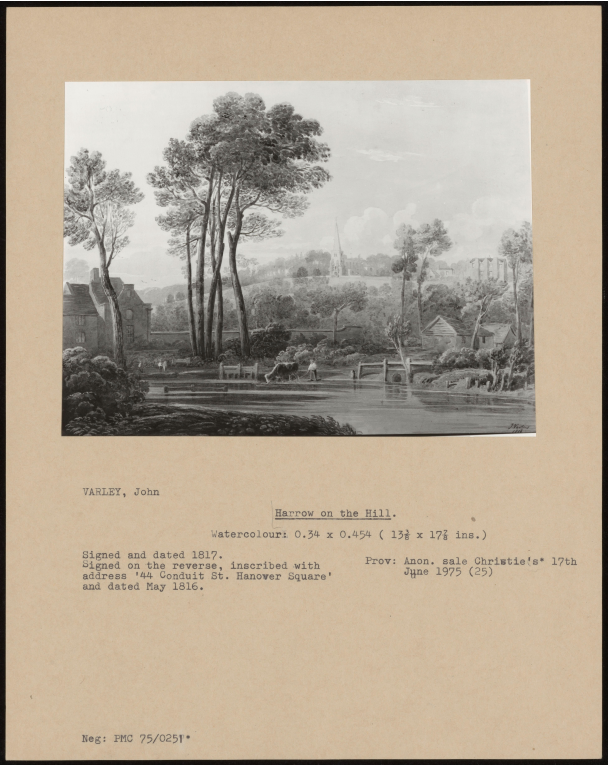 VARLEY, John
Harrow on the Hill.
Watercolour: 0.34 x 0.454 ( 13⅜ x 17⅞ ins.)
Signed and dated 1817.
Signed on the reverse, inscribed with
address '44 Conduit St. Hanover Square'
and dated May 1816.
Prov: Anon. sale Christie's* 17th
June 1975 (25)
Neg: PMC 75/0251*